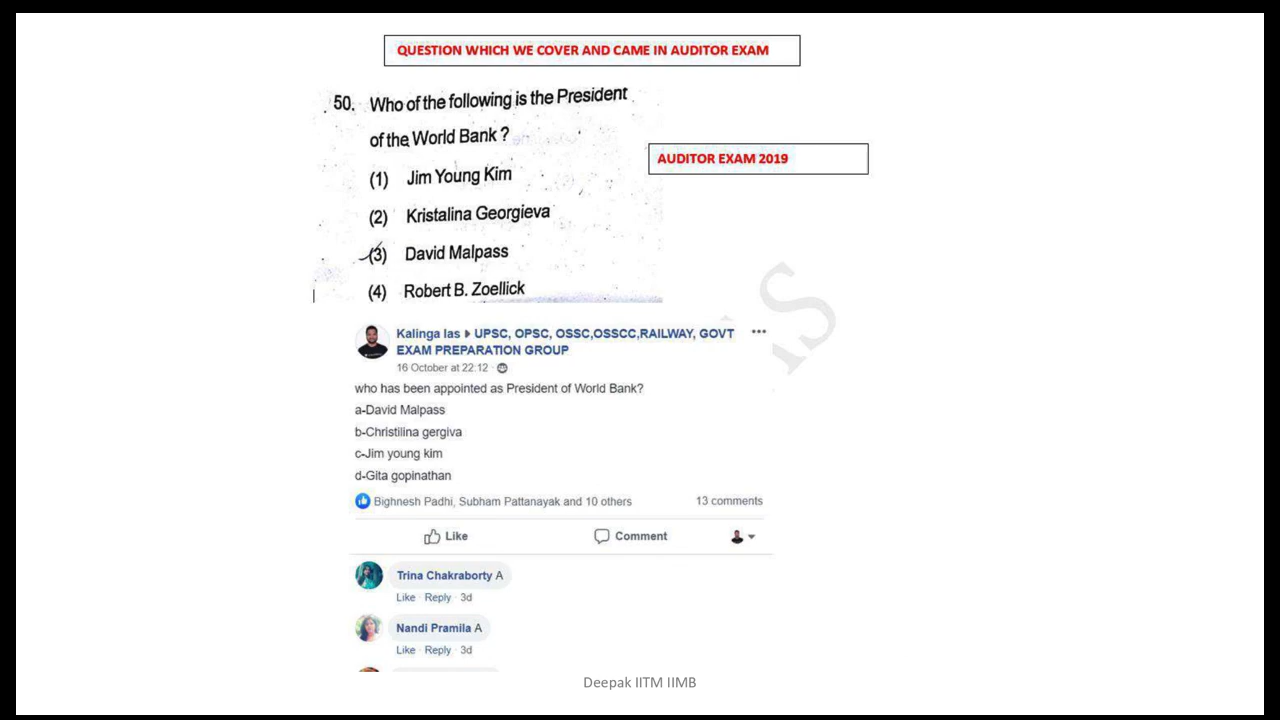 QUESTION WHICH WE COVER AND CAME IN AUDITOR EXAM
50. Who of the following is the President
of the World Bank ?
(1) Jim Young Kim
(2) Kristalina Georgieva
(3) David Malpass
(4) Robert B. Zoellick
AUDITOR EXAM 2019
Kalinga Ias ▸ UPSC, OPSC, OSSC,OSSCC,RAILWAY, GOVT
EXAM PREPARATION GROUP
16 October at 22:12 ·
who has been appointed as President of World Bank?
a-David Malpass
b-Christilina gergiva
c-Jim young kim
d-Gita gopinathan
Bighnesh Padhi, Subham Pattanayak and 10 others 13 comments
Like Comment
Trina Chakraborty A
Like · Reply · 3d
Nandi Pramila A
Like · Reply · 3d
Deepak IITM IIMB